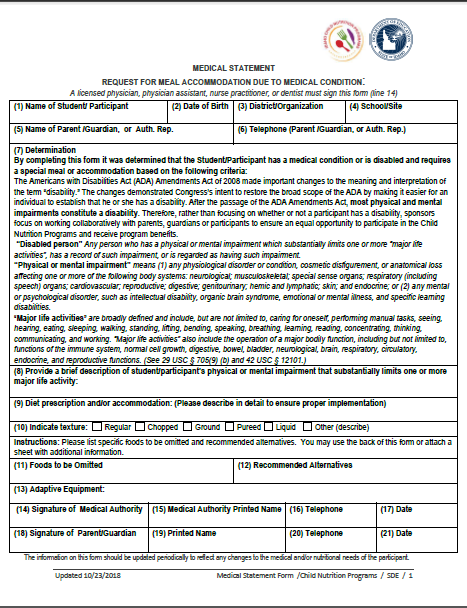 MEDICAL STATEMENT
REQUEST FOR MEAL ACCOMMODATION DUE TO MEDICAL CONDITION:
A licensed physician, physician assistant, nurse practitioner, or dentist must sign this form (line 14)
(1) Name of Student/ Participant (2) Date of Birth (3) District/Organization (4) School/Site
(5) Name of Parent /Guardian, or Auth. Rep. (6) Telephone (Parent /Guardian, or Auth. Rep.)
(7) Determination
By completing this form it was determined that the Student/Participant has a medical condition or is disabled and requires
a special meal or accommodation based on the following criteria:
The Americans with Disabilities Act (ADA) Amendments Act of 2008 made important changes to the meaning and interpretation of
the term "disability." The changes demonstrated Congress's intent to restore the broad scope of the ADA by making it easier for an
individual to establish that he or she has a disability. After the passage of the ADA Amendments Act, most physical and mental
impairments constitute a disability. Therefore, rather than focusing on whether or not a participant has a disability, sponsors
focus on working collaboratively with parents, guardians or participants to ensure an equal opportunity to participate in the Child
Nutrition Programs and receive program benefits.
"Disabled person" Any person who has a physical or mental impairment which substantially limits one or more "major life
activities", has a record of such impairment, or is regarded as having such impairment.
"Physical or mental impairment" means (1) any physiological disorder or condition, cosmetic disfigurement, or anatomical loss
affecting one or more of the following body systems: neurological; musculoskeletal; special sense organs; respiratory (including
speech) organs; cardiovascular; reproductive; digestive; genitourinary; hemic and lymphatic; skin; and endocrine; or (2) any mental
or psychological disorder, such as intellectual disability, organic brain syndrome, emotional or mental illness, and specific learning
disabilities.
"Major life activities" are broadly defined and include, but are not limited to, caring for oneself, performing manual tasks, seeing,
hearing, eating, sleeping, walking, standing, lifting, bending, speaking, breathing, learning, reading, concentrating, thinking,
communicating, and working. "Major life activities" also include the operation of a major bodily function, including but not limited to,
functions of the immune system, normal cell growth, digestive, bowel, bladder, neurological, brain, respiratory, circulatory,
endocrine, and reproductive functions. (See 29 USC § 705(9) (b) and 42 USC § 12101.)
(8) Provide a brief description of student/participant's physical or mental impairment that substantially limits one or more
major life activity:
(9) Diet prescription and/or accommodation: (Please describe in detail to ensure proper implementation)
(10) Indicate texture: Regular Chopped Ground Pureed Liquid Other (describe)
Instructions: Please list specific foods to be omitted and recommended alternatives. You may use the back of this form or attach a
sheet with additional information.
(11) Foods to be Omitted (12) Recommended Alternatives
(13) Adaptive Equipment:
(14) Signature of Medical Authority (15) Medical Authority Printed Name (16) Telephone (17) Date
(18) Signature of Parent/Guardian (19) Printed Name (20) Telephone (21) Date
The information on this form should be updated periodically to reflect any changes to the medical and/or nutritional needs of the participant.
Updated 10/23/2018 Medical Statement Form /Child Nutrition Programs / SDE / 1